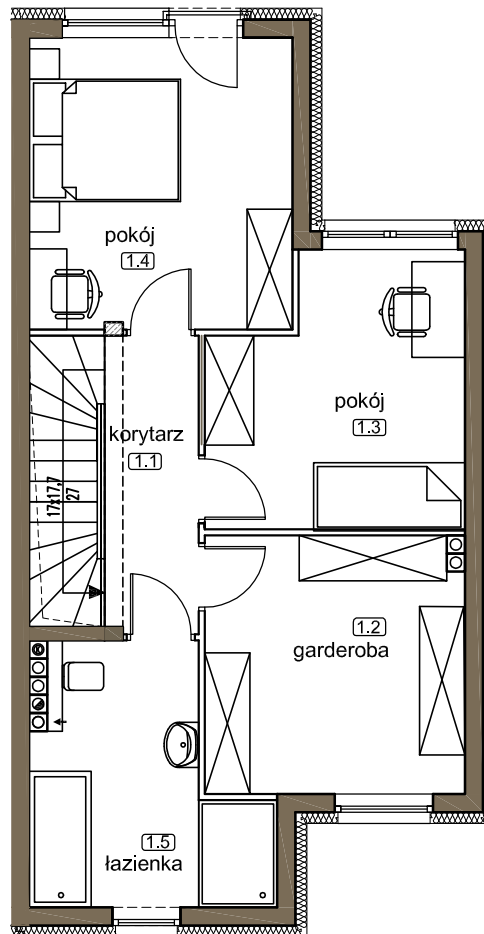 pokój
1.4
pokój
1.3
korytarz
1.1
17x17,7
27
1.2
garderoba
1.5
łazienka